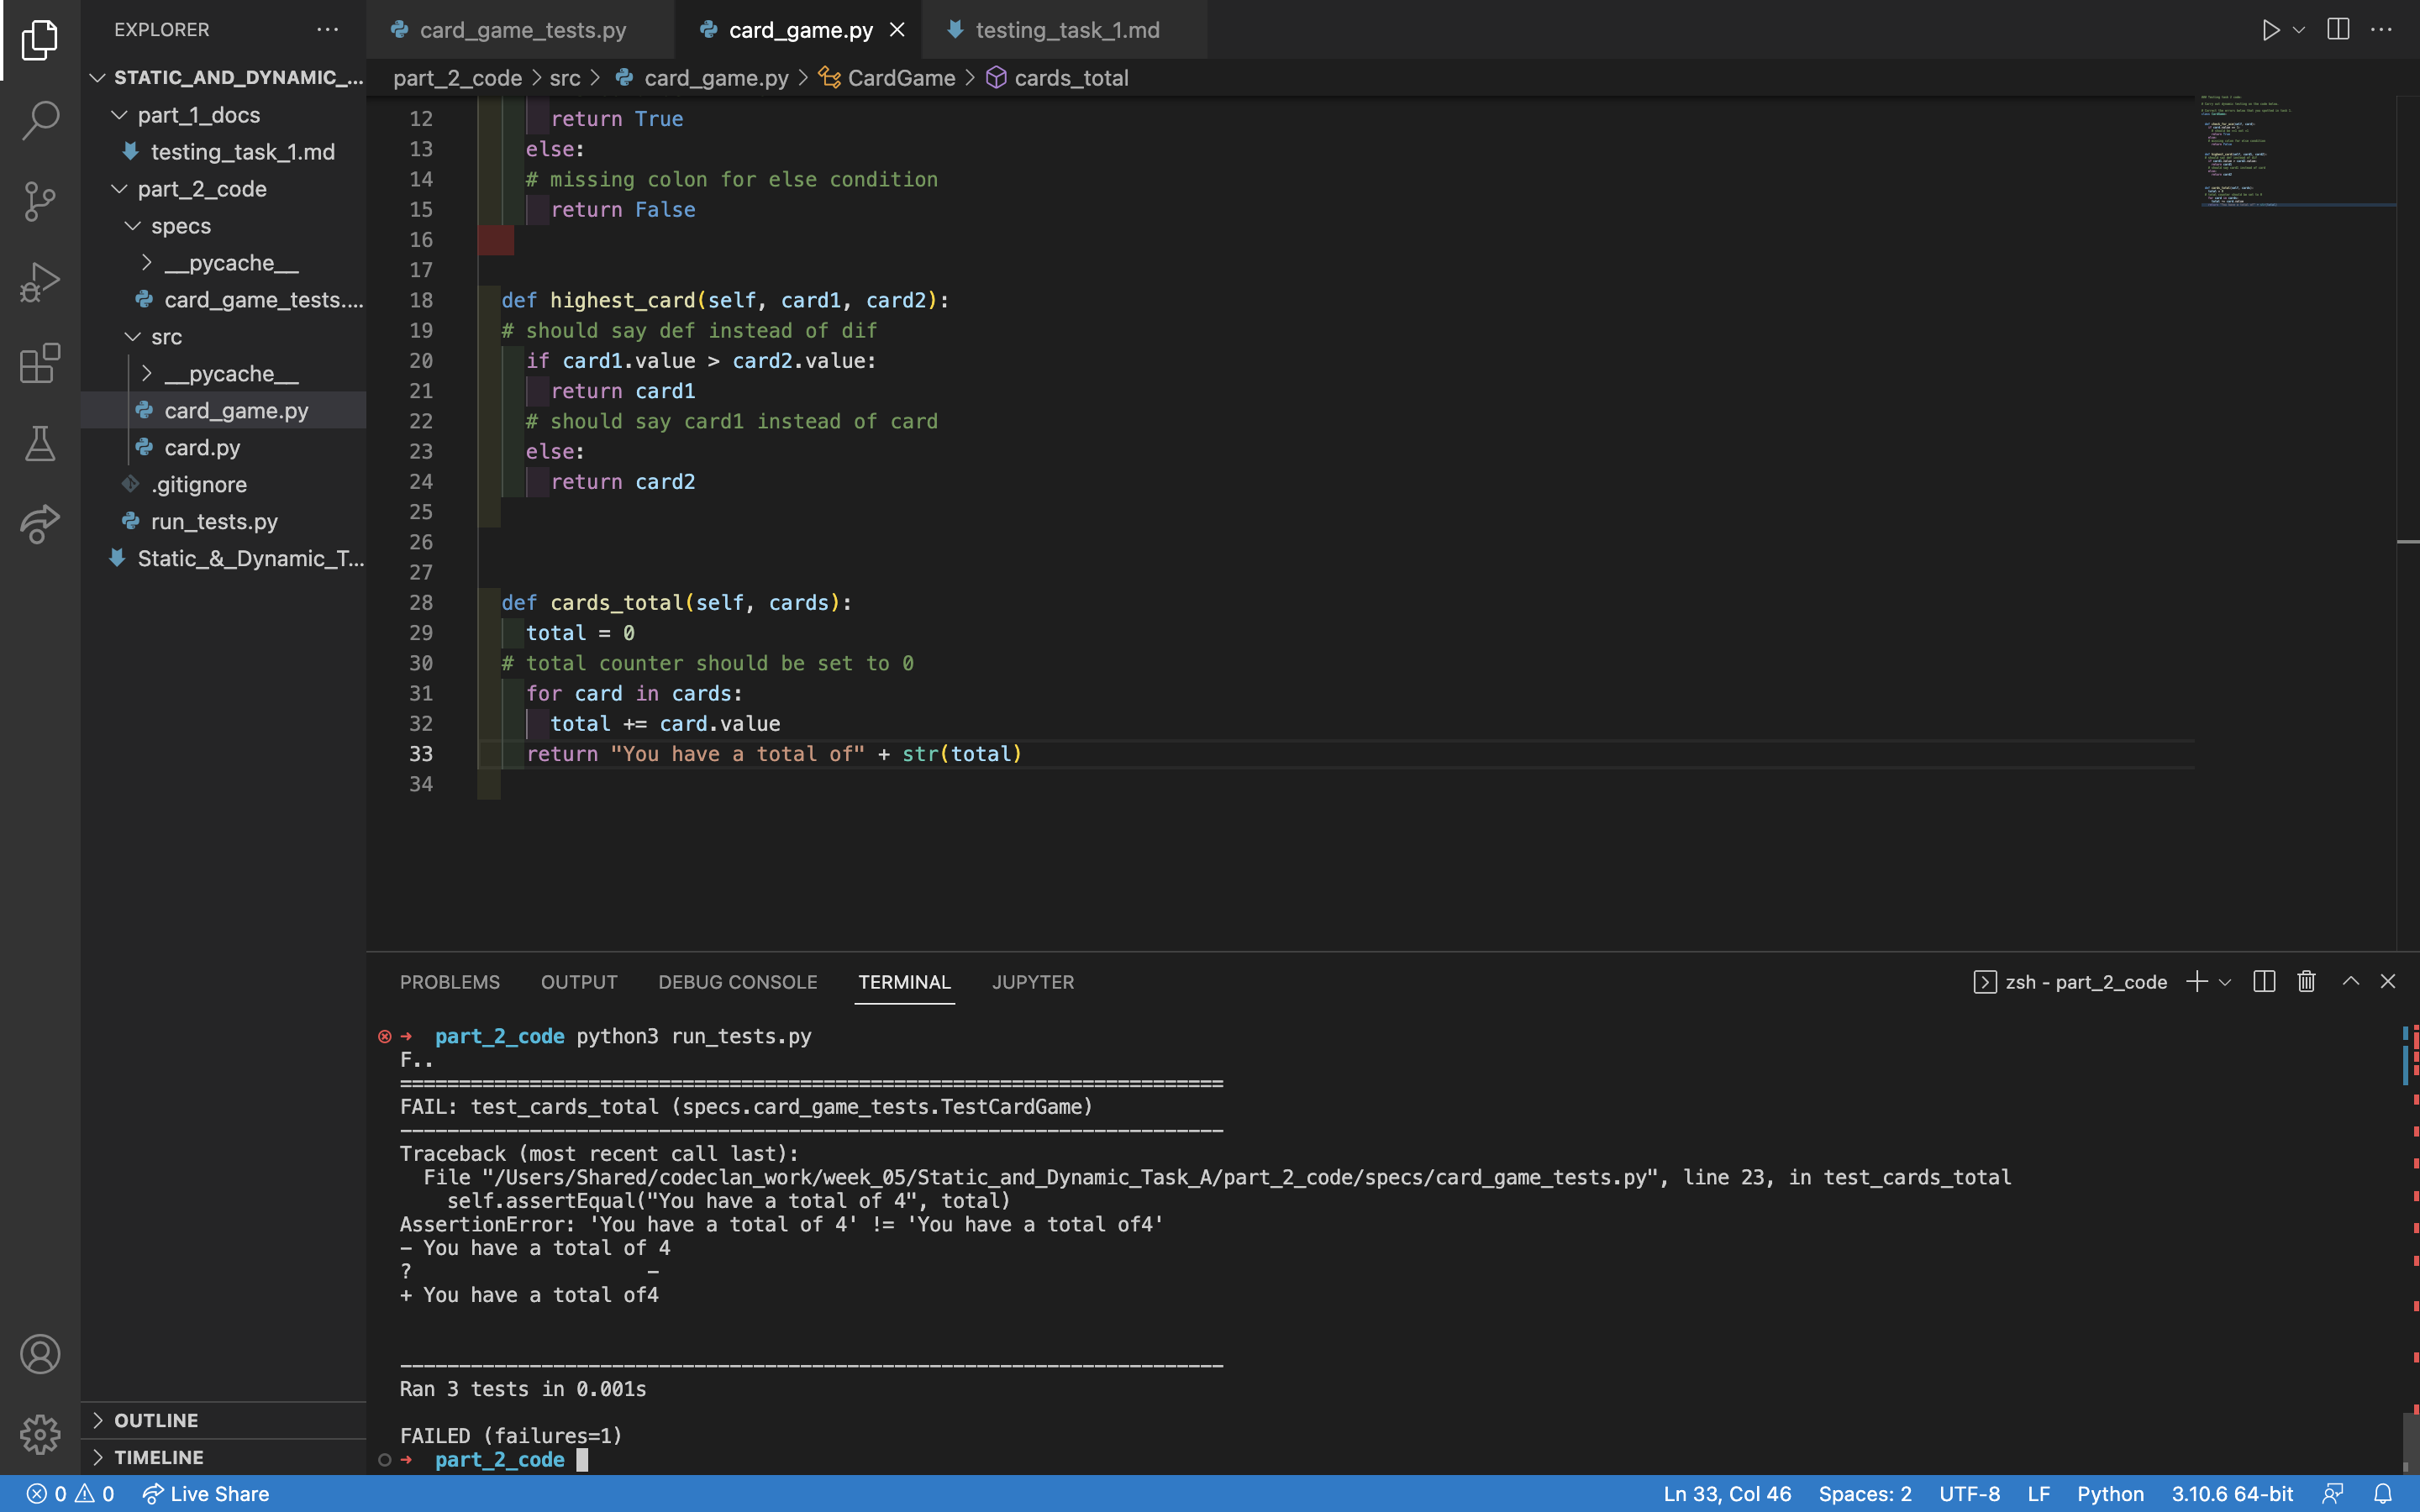 EXPLORER
STATIC_AND_DYNAMIC_...
part_1_docs
testing_task_1.md
part_2_code
specs
__pycache__
card_game_tests....
src
__pycache__
card_game.py
card.py
.gitignore
run_tests.py
Static_&_Dynamic_T...
OUTLINE
TIMELINE
card_game_tests.py
card_game.py
testing_task_1.md
part_2_code > src > card_game.py > CardGame > cards_total
12 return True
13 else:
14 # missing colon for else condition
15 return False
16
17
18 def highest_card(self, card1, card2):
19 # should say def instead of dif
20 if card1.value > card2.value:
21 return card1
22 # should say card1 instead of card
23 else:
24 return card2
25
26
27
28 def cards_total(self, cards):
29 total = 0
30 # total counter should be set to 0
31 for card in cards:
32 total += card.value
33 return "You have a total of" + str(total)
34
PROBLEMS OUTPUT DEBUG CONSOLE TERMINAL JUPYTER
zsh - part_2_code
part_2_code python3 run_tests.py
F..
======================================================================
FAIL: test_cards_total (specs.card_game_tests.TestCardGame)
----------------------------------------------------------------------
Traceback (most recent call last):
File "/Users/Shared/codeclan_work/week_05/Static_and_Dynamic_Task_A/part_2_code/specs/card_game_tests.py", line 23, in test_cards_total
self.assertEqual("You have a total of 4", total)
AssertionError: 'You have a total of 4' != 'You have a total of4'
- You have a total of 4
?                    -
+ You have a total of4
----------------------------------------------------------------------
Ran 3 tests in 0.001s
FAILED (failures=1)
part_2_code
0 0 Live Share
Ln 33, Col 46 Spaces: 2 UTF-8 LF Python 3.10.6 64-bit